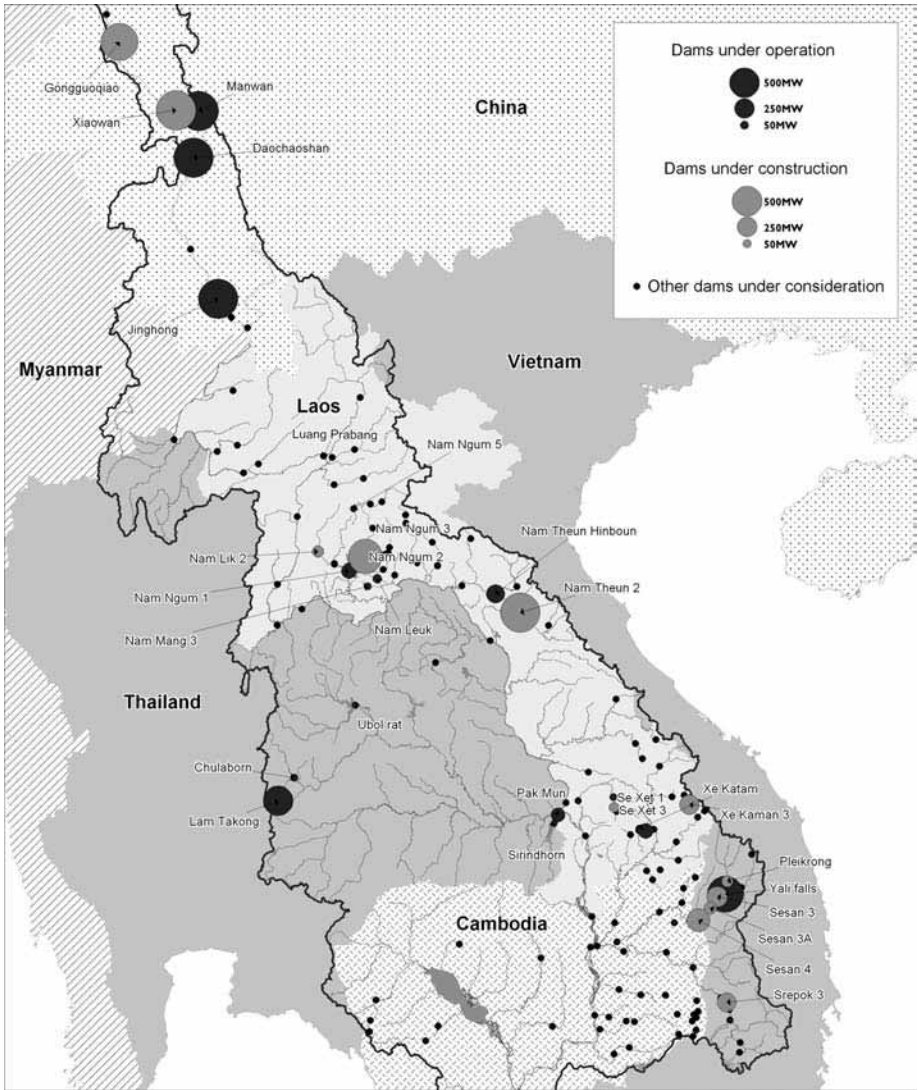 Dams under operation
500MW
250MW
50MW
Dams under construction
500MW
250MW
50MW
Other dams under consideration
Gongguoqiao
Manwan
Xiaowan
China
Daochaoshan
Jinghong
Myanmar
Vietnam
Laos
Luang Prabang
Nam Ngum 5
Nam Ngum 3
Nam Theun Hinboun
Nam Lik 2
Nam Ngum 2
Nam Theun 2
Nam Ngum 1
Nam Mang 3
Nam Leuk
Thailand
Ubol rat
Chulaborn
Lam Takong
Pak Mun
Se Xet 1
Se Xet 3
Xe Katam
Xe Kaman 3
Sirindhorn
Pleikrong
Yali falls
Sesan 3
Cambodia
Sesan 3A
Sesan 4
Srepok 3